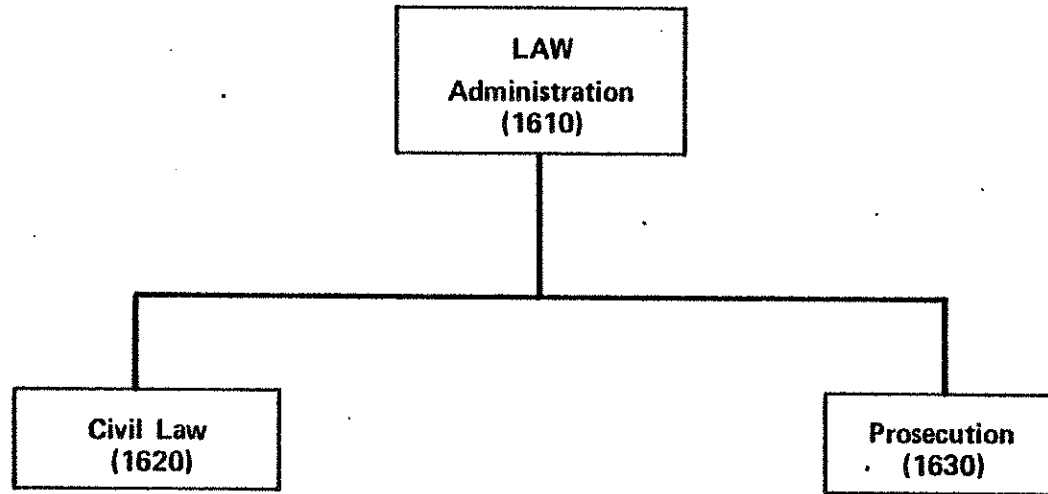 LAW
Administration
(1610)
Civil Law
(1620)
Prosecution
(1630)